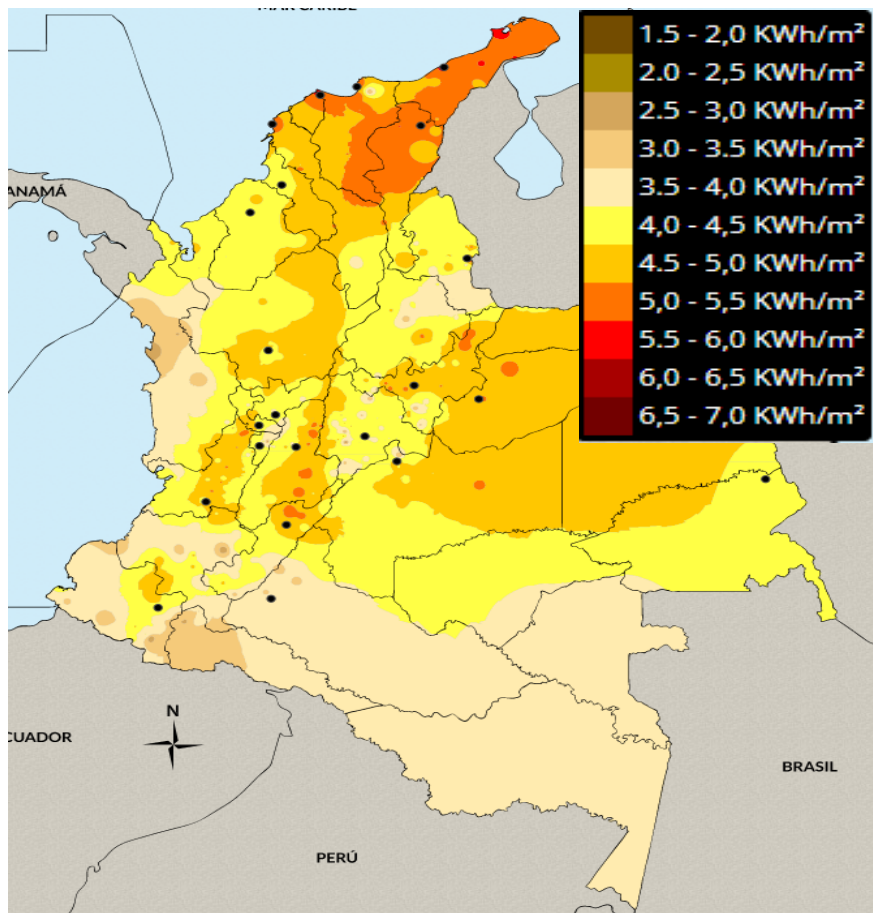 MAR CARIBE
1.5 - 2,0 KWh/m²
2.0 - 2,5 KWh/m²
2.5 - 3,0 KWh/m²
3.0 - 3.5 KWh/m²
3.5 - 4,0 KWh/m²
4,0 - 4,5 KWh/m²
4.5 - 5,0 KWh/m²
5,0 - 5,5 KWh/m²
5.5 - 6,0 KWh/m²
6,0 - 6,5 KWh/m²
6,5 - 7,0 KWh/m²
ANAMÁ
N
CUADOR
BRASIL
PERÚ